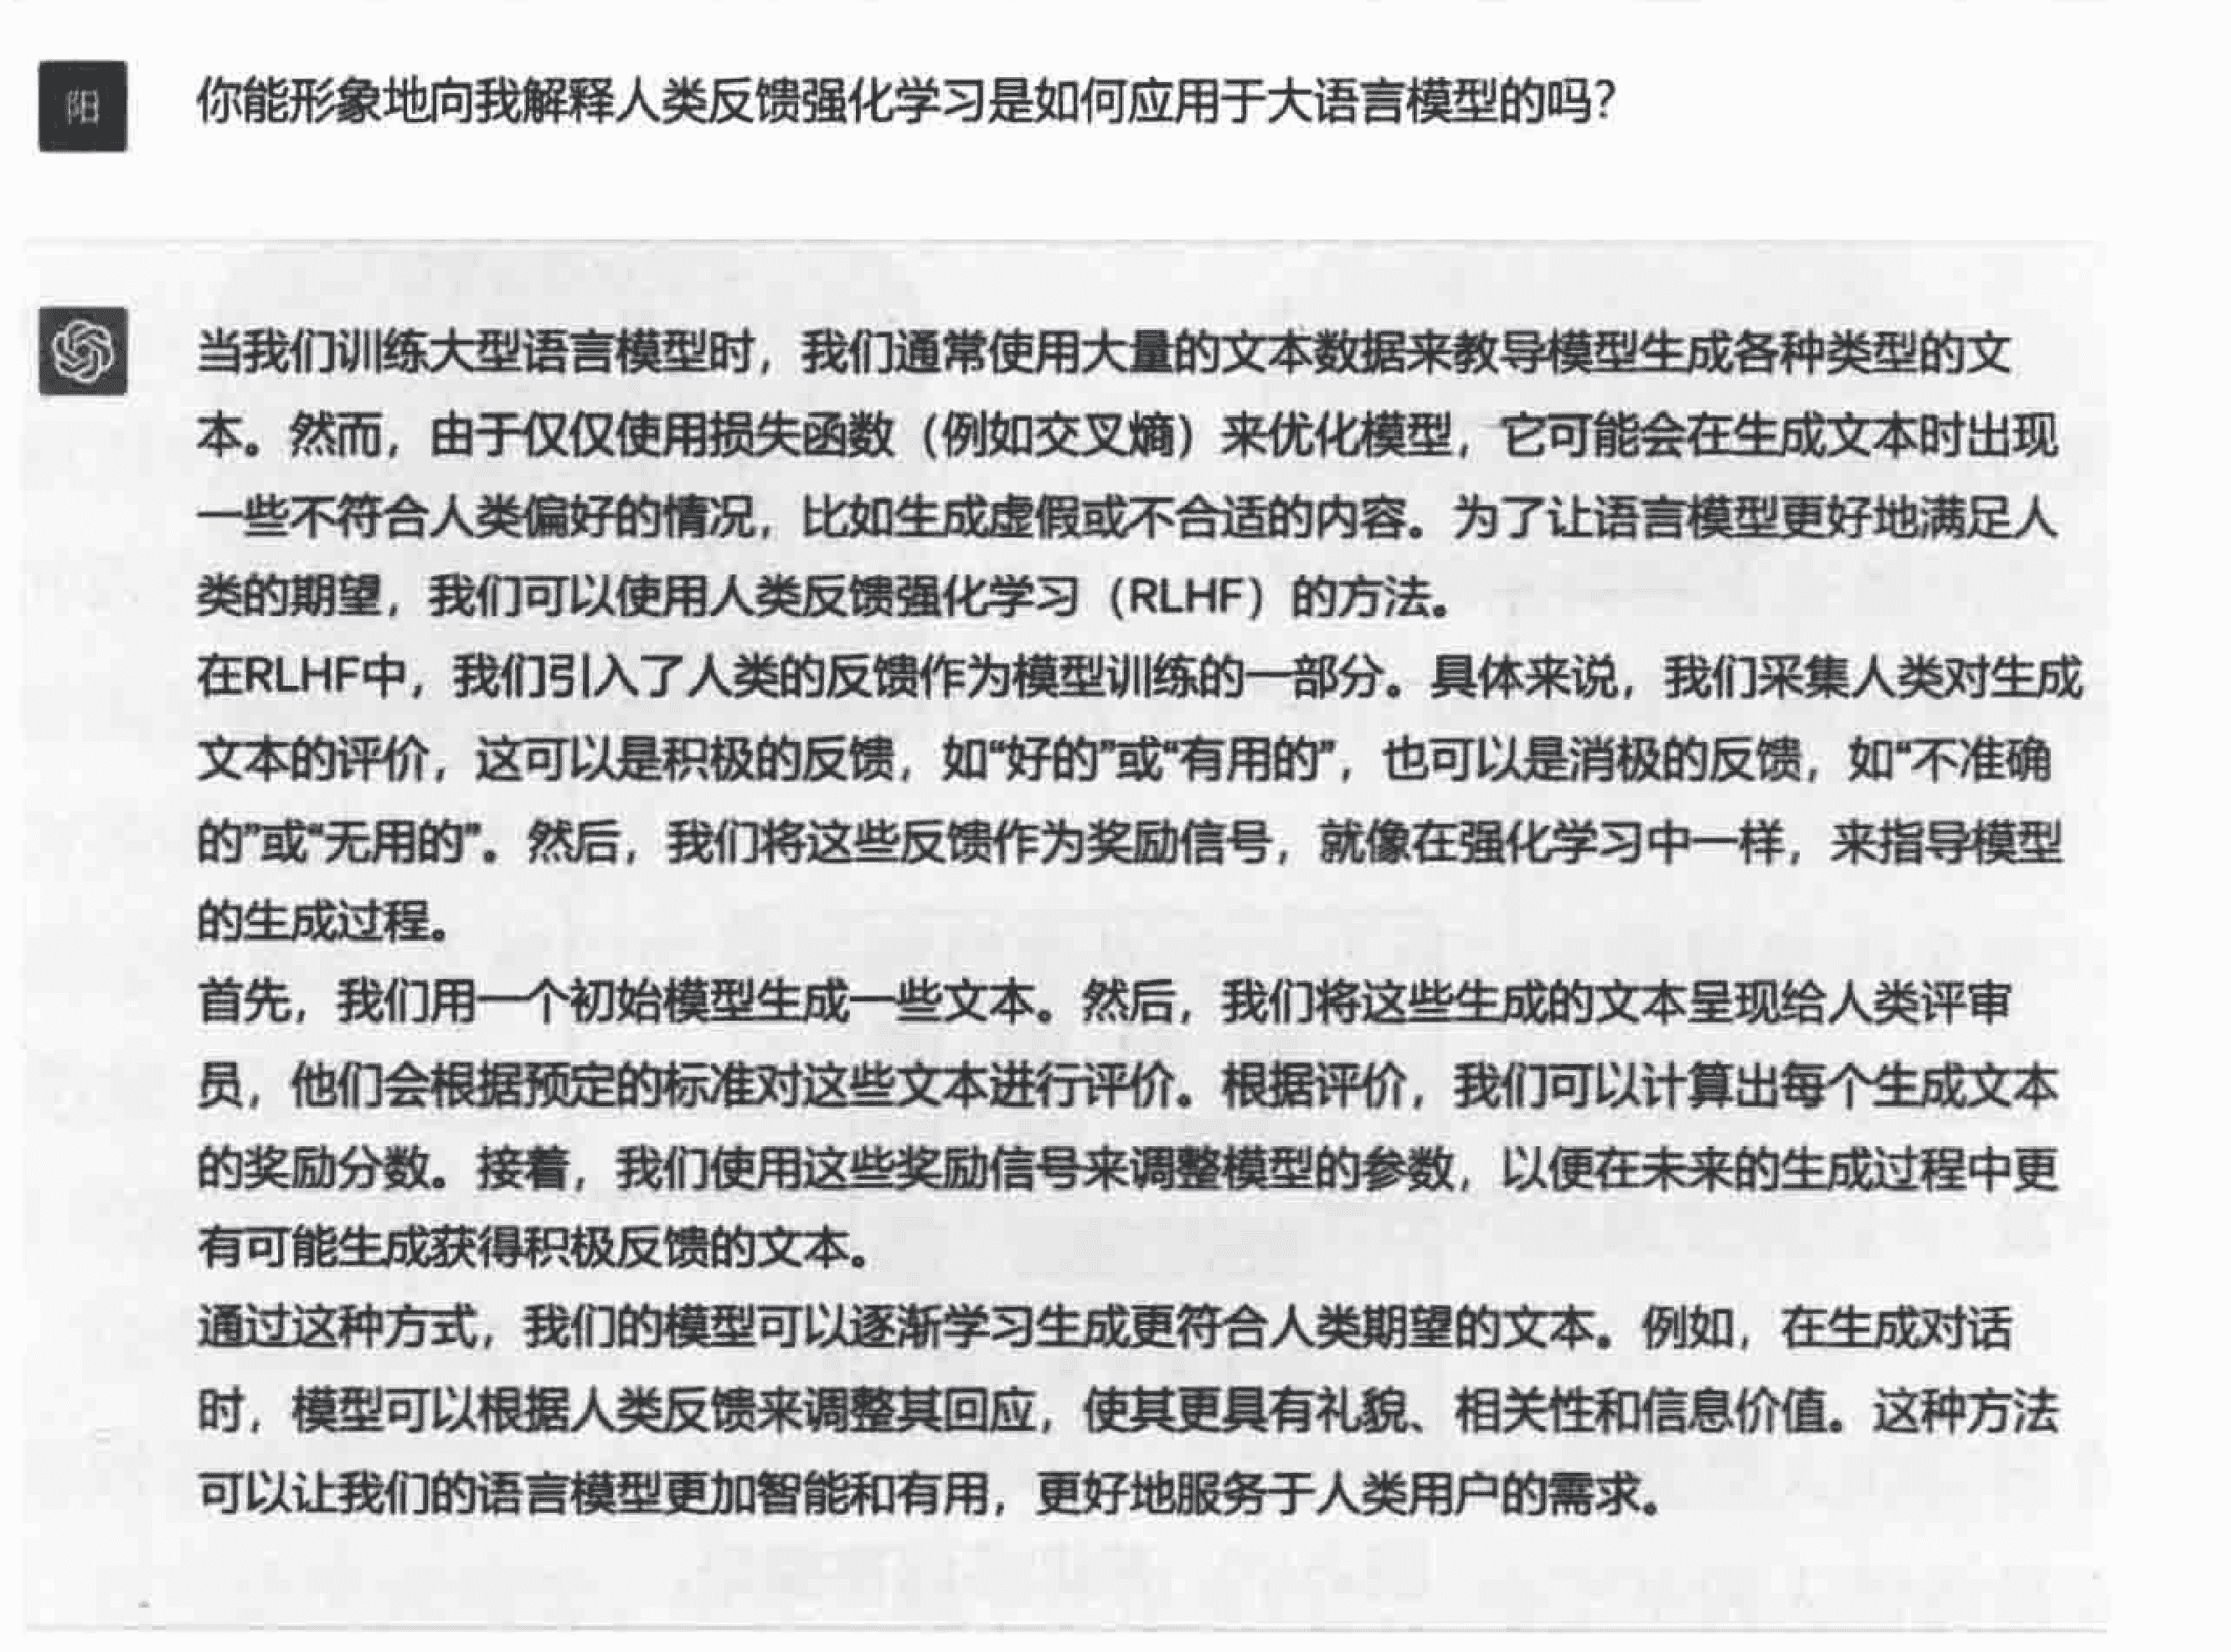 阳
你能形象地向我解释人类反馈强化学习是如何应用于大语言模型的吗?
当我们训练大型语言模型时，我们通常使用大量的文本数据来教导模型生成各种类型的文
本。然而，由于仅仅使用损失函数（例如交叉熵）来优化模型，它可能会在生成文本时出现
一些不符合人类偏好的情况，比如生成虚假或不合适的内容。为了让语言模型更好地满足人
类的期望，我们可以使用人类反馈强化学习（RLHF）的方法。
在RLHF中，我们引入了人类的反馈作为模型训练的一部分。具体来说，我们采集人类对生成
文本的评价，这可以是积极的反馈，如“好的”或“有用的”，也可以是消极的反馈，如“不准确
的”或“无用的”。然后，我们将这些反馈作为奖励信号，就像在强化学习中一样，来指导模型
的生成过程。
首先，我们用一个初始模型生成一些文本。然后，我们将这些生成的文本呈现给人类评审
员，他们会根据预定的标准对这些文本进行评价。根据评价，我们可以计算出每个生成文本
的奖励分数。接着，我们使用这些奖励信号来调整模型的参数，以便在未来的生成过程中更
有可能生成获得积极反馈的文本。
通过这种方式，我们的模型可以逐渐学习生成更符合人类期望的文本。例如，在生成对话
时，模型可以根据人类反馈来调整其回应，使其更具有礼貌、相关性和信息价值。这种方法
可以让我们的语言模型更加智能和有用，更好地服务于人类用户的需求。